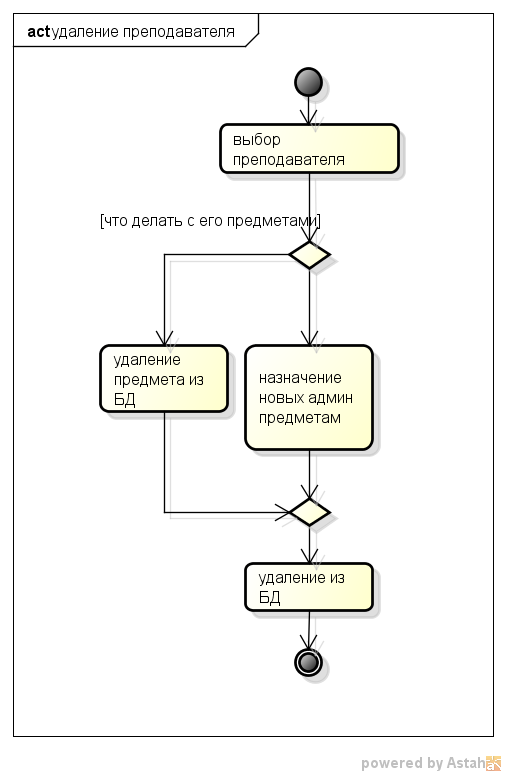 act удаление преподавателя
выбор
преподавателя
[что делать с его предметами]
удаление
предмета из
БД
назначение
новых админ
предметам
удаление из
БД
powered by Astah